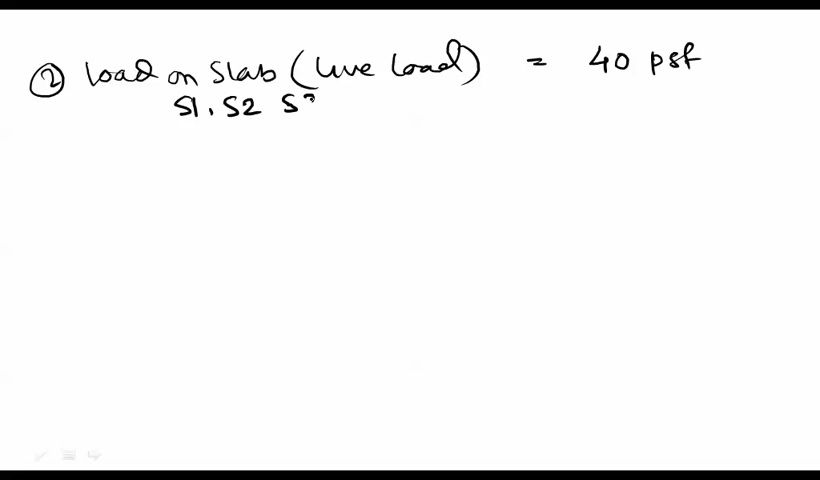 ② Load on Slab (live load) = 40 psf
S1, S2 S